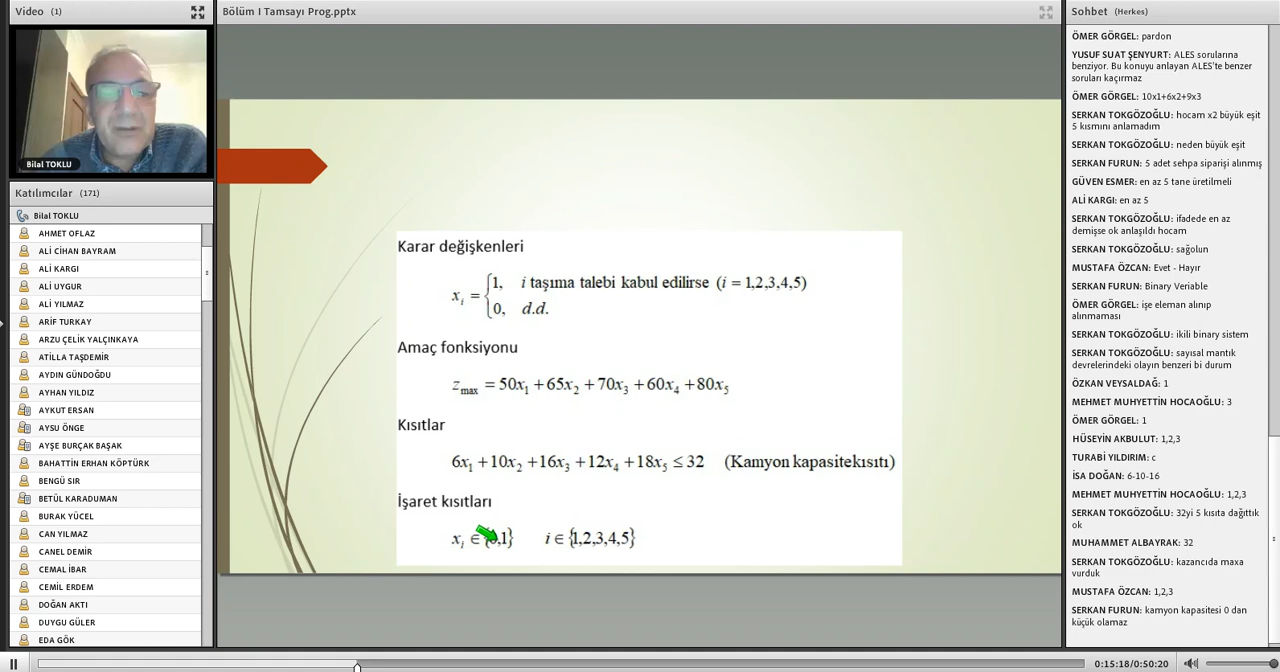 Video (1)
Bilal TOKLU
Katılımcılar (171)
Bilal TOKLU
AHMET OFLAZ
ALİ CİHAN BAYRAM
ALİ KARGI
ALİ UYGUR
ALİ YILMAZ
ARİF TURKAY
ARZU ÇELİK YALÇINKAYA
ATİLLA TAŞDEMİR
AYDIN GÜNDOĞDU
AYHAN YILDIZ
AYKUT ERSAN
AYSU ÖNGE
AYŞE BURÇAK BAŞAK
BAHATTİN ERHAN KÖPTÜRK
BENGÜ SIR
BETÜL KARADUMAN
BURAK YÜCEL
CAN YILMAZ
CANEL DEMİR
CEMAL İBAR
CEMİL ERDEM
DOĞAN AKTI
DUYGU GÜLER
EDA GÖK
Bölüm I Tamsayı Prog.pptx
Karar değişkenleri
xᵢ = {1, i taşıma talebi kabul edilirse (i = 1,2,3,4,5)
0, d.d.
Amaç fonksiyonu
z_max = 50x₁ + 65x₂ + 70x₃ + 60x₄ + 80x₅
Kısıtlar
6x₁ + 10x₂ + 16x₃ + 12x₄ + 18x₅ ≤ 32 (Kamyon kapasitekısıtı)
İşaret kısıtları
xᵢ ∈ {0,1} i ∈ {1,2,3,4,5}
Sohbet (Herkes)
ÖMER GÖRGEL: pardon
YUSUF SUAT ŞENYURT: ALES sorularına
benziyor. Bu konuyu anlayan ALES'te benzer
soruları kaçırmaz
ÖMER GÖRGEL: 10x1+6x2+9x3
SERKAN TOKGÖZOĞLU: hocam x2 büyük eşit
5 kısmını anlamadım
SERKAN TOKGÖZOĞLU: neden büyük eşit
SERKAN FURUN: 5 adet sehpa siparişi alınmış
GÜVEN ESMER: en az 5 tane üretilmeli
ALİ KARGI: en az 5
SERKAN TOKGÖZOĞLU: ifadede en az
demişse ok anlaşıldı hocam
SERKAN TOKGÖZOĞLU: sağolun
MUSTAFA ÖZCAN: Evet - Hayır
SERKAN FURUN: Binary Veriable
ÖMER GÖRGEL: işe eleman alınıp
alınmaması
SERKAN TOKGÖZOĞLU: ikili binary sistem
SERKAN TOKGÖZOĞLU: sayısal mantık
devrelerindeki olayın benzeri bi durum
ÖZKAN VEYSALDAĞ: 1
MEHMET MUHYETTİN HOCAOĞLU: 3
ÖMER GÖRGEL: 1
HÜSEYİN AKBULUT: 1,2,3
TURABİ YILDIRIM: c
İSA DOĞAN: 6-10-16
MEHMET MUHYETTİN HOCAOĞLU: 1,2,3
SERKAN TOKGÖZOĞLU: 32yi 5 kısıta dağıttık
ok
MUHAMMET ALBAYRAK: 32
SERKAN TOKGÖZOĞLU: kazancıda maxa
vurduk
MUSTAFA ÖZCAN: 1,2,3
SERKAN FURUN: kamyon kapasitesi 0 dan
küçük olamaz
0:15:18/0:50:20